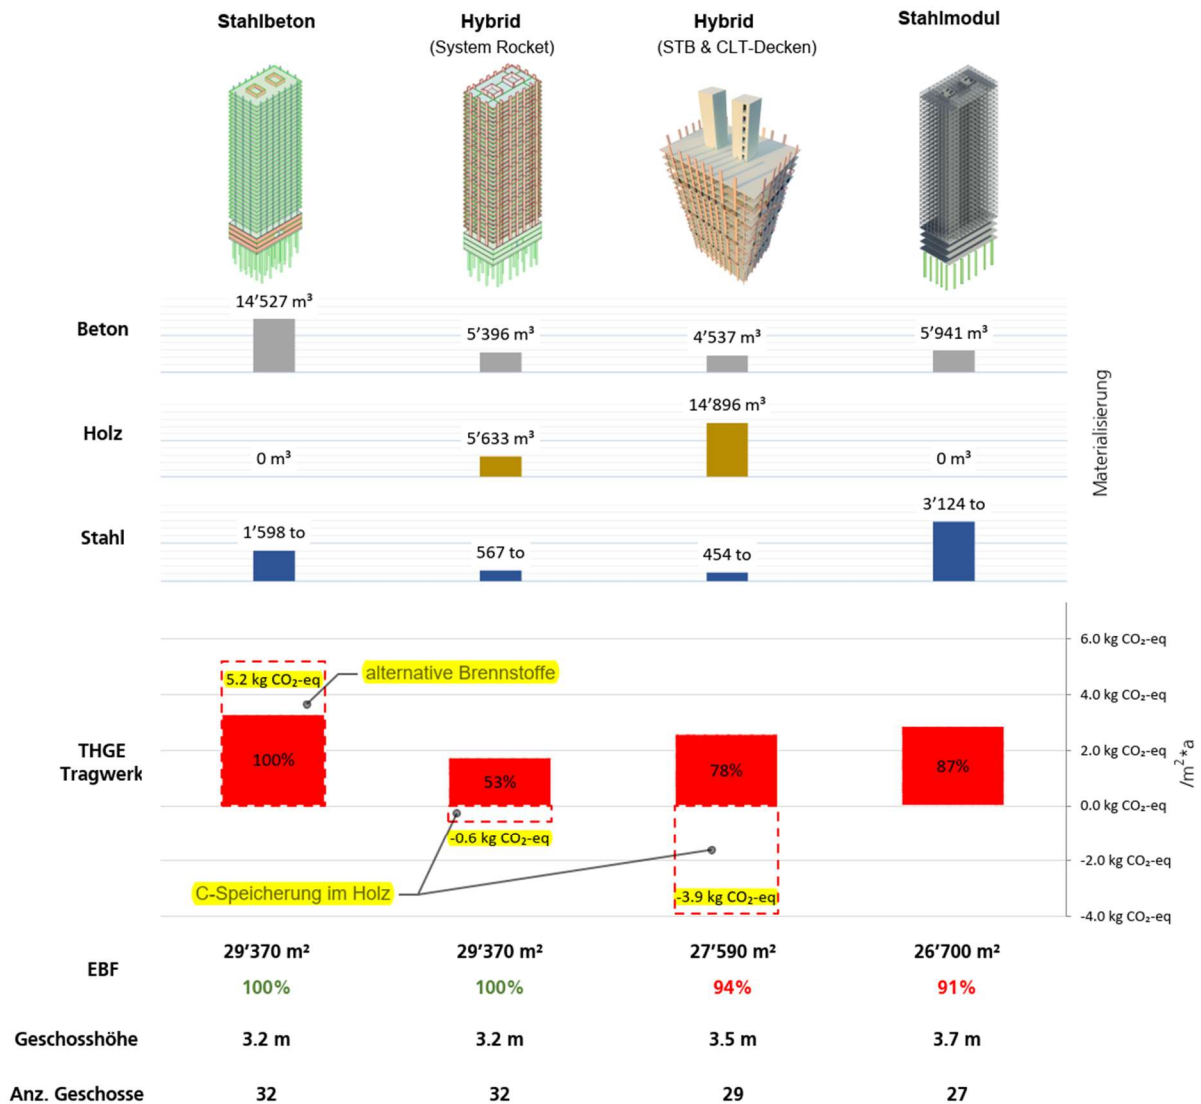 Stahlbeton
Hybrid
(System Rocket)
Hybrid
(STB & CLT-Decken)
Stahlmodul
Beton
14’527 m³
5’396 m³
4’537 m³
5’941 m³
Holz
0 m³
5’633 m³
14’896 m³
0 m³
Stahl
1’598 to
567 to
454 to
3’124 to
Materialisierung
THGE
Tragwerk
5.2 kg CO₂-eq
alternative Brennstoffe
100%
53%
78%
87%
-0.6 kg CO₂-eq
C-Speicherung im Holz
-3.9 kg CO₂-eq
6.0 kg CO₂-eq
4.0 kg CO₂-eq
2.0 kg CO₂-eq
0.0 kg CO₂-eq
-2.0 kg CO₂-eq
-4.0 kg CO₂-eq
/m²*a
EBF
29’370 m²
29’370 m²
27’590 m²
26’700 m²
100%
100%
94%
91%
Geschosshöhe
3.2 m
3.2 m
3.5 m
3.7 m
Anz. Geschosse
32
32
29
27